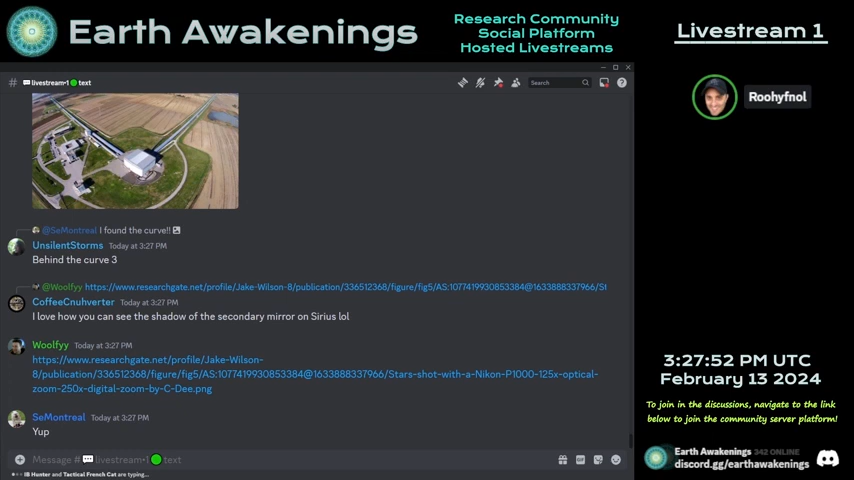 Earth Awakenings
Research Community
Social Platform
Hosted Livestreams
Livestream 1
# livestream-1 text
Search
Roohyfnol
@SeMontreal I found the curve!!
UnsilentStorms Today at 3:27 PM
Behind the curve 3
@Woolfyy https://www.researchgate.net/profile/Jake-Wilson-8/publication/336512368/figure/fig5/AS:1077419930853384@1633888337966/St
CoffeeCnuhverter Today at 3:27 PM
I love how you can see the shadow of the secondary mirror on Sirius lol
Woolfyy Today at 3:27 PM
https://www.researchgate.net/profile/Jake-Wilson-
8/publication/336512368/figure/fig5/AS:1077419930853384@1633888337966/Stars-shot-with-a-Nikon-P1000-125x-optical-
zoom-250x-digital-zoom-by-C-Dee.png
SeMontreal Today at 3:27 PM
Yup
Message # livestream-1 text
GIF
IB Hunter and Tactical French Cat are typing...
3:27:52 PM UTC
February 13 2024
To join in the discussions, navigate to the link
below to join the community server platform!
Earth Awakenings 342 ONLINE
discord.gg/earthawakenings